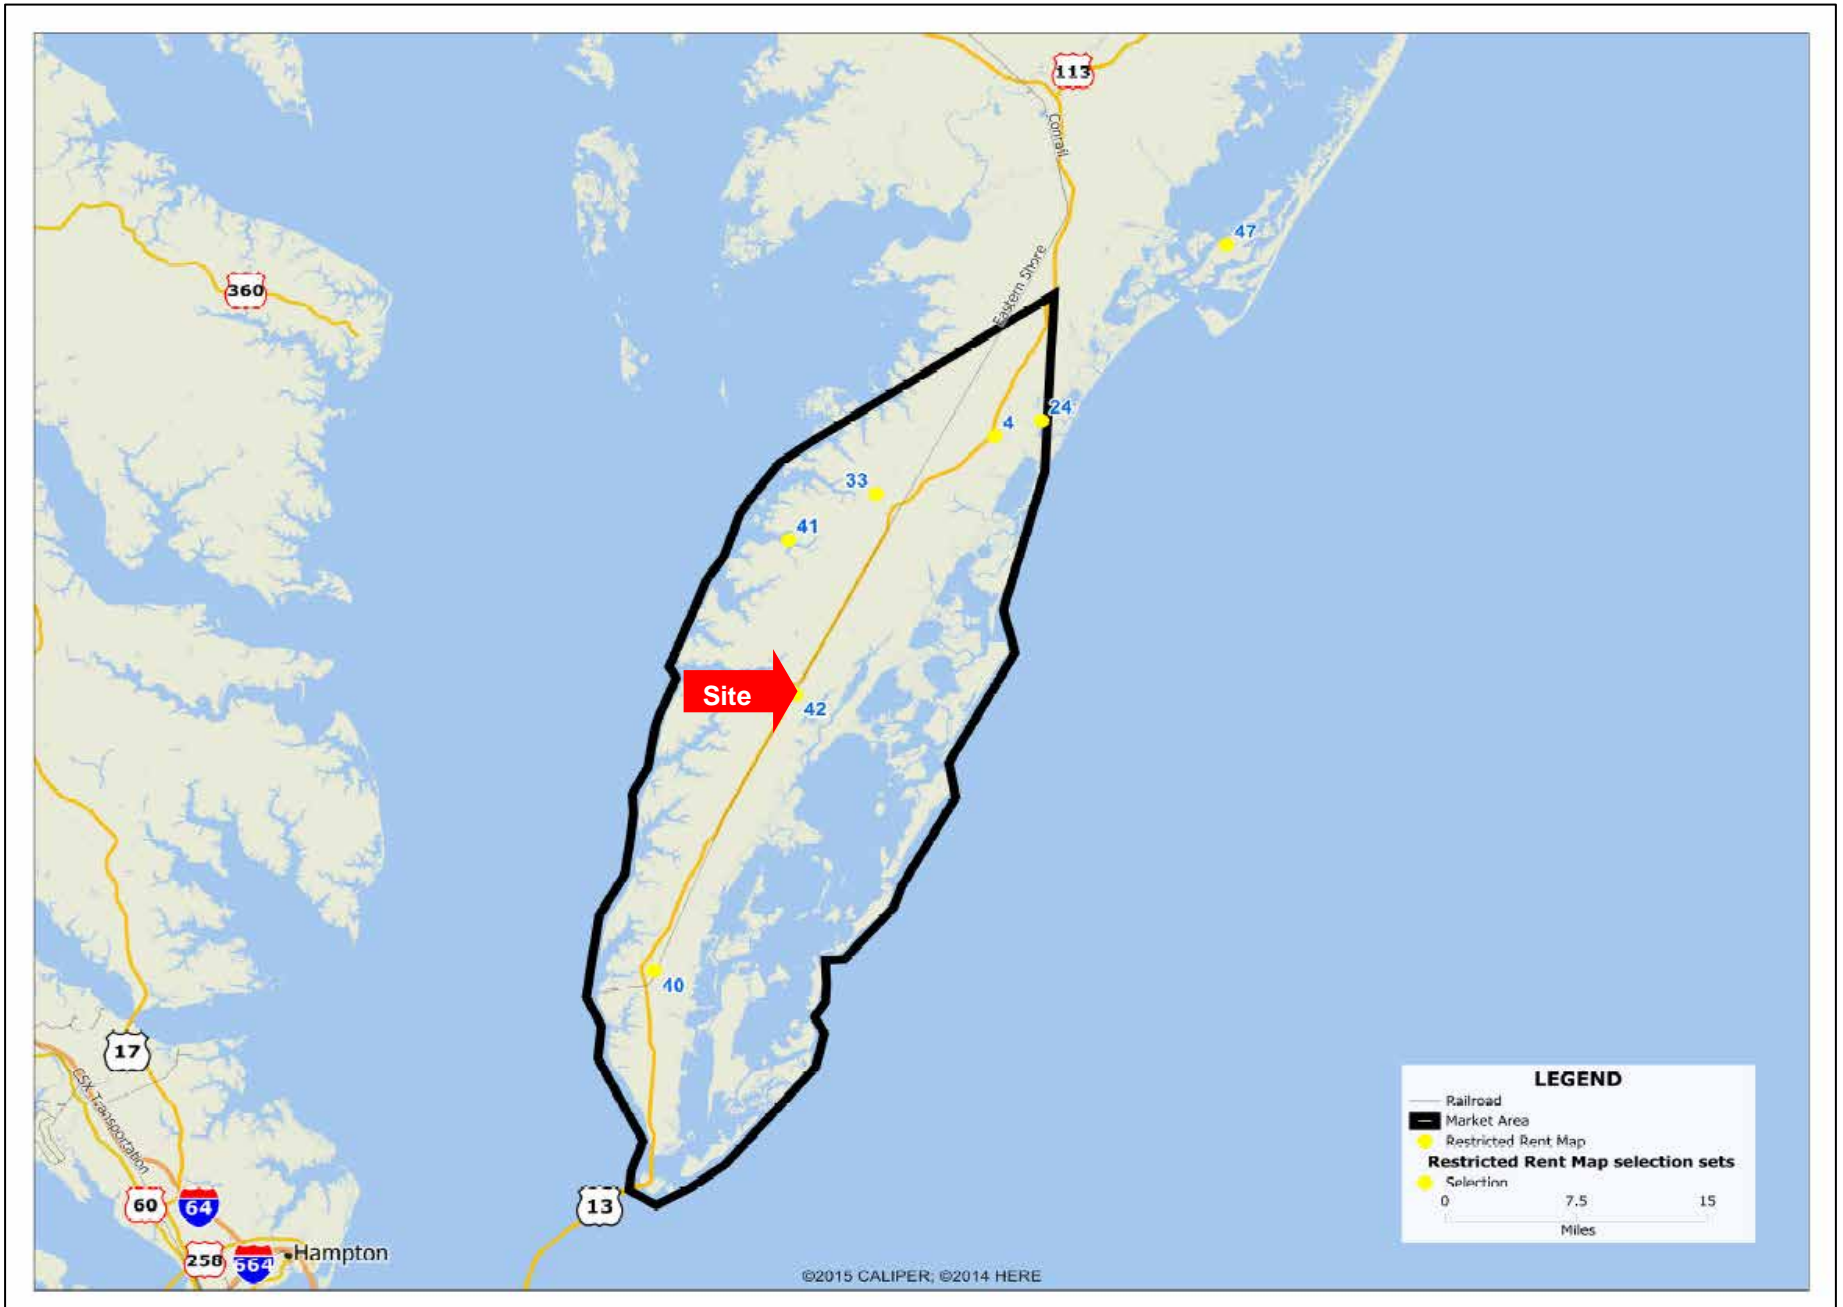 113
Conrail
47
360
Eastern Shore
24
4
33
41
Site
42
40
17
CSX Transportation
60
64
13
258
564
Hampton
LEGEND
Railroad
Market Area
Restricted Rent Map
Restricted Rent Map selection sets
Selection
0 7.5 15
Miles
©2015 CALIPER; ©2014 HERE